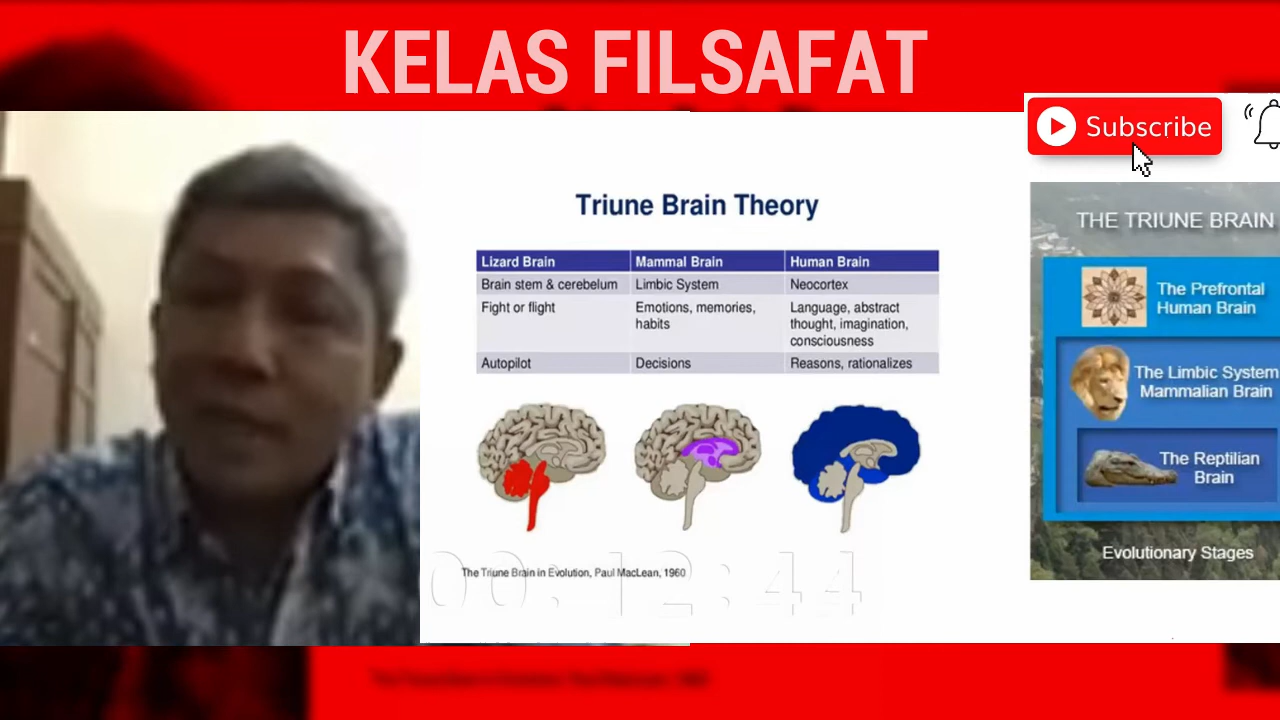 KELAS FILSAFAT
Subscribe
Triune Brain Theory
Lizard Brain Mammal Brain Human Brain
Brain stem & cerebelum Limbic System Neocortex
Fight or flight Emotions, memories, Language, abstract
habits thought, imagination,
consciousness
Autopilot Decisions Reasons, rationalizes
The Triune Brain in Evolution, Paul MacLean, 1960
00:12:44
THE TRIUNE BRAIN
The Prefrontal
Human Brain
The Limbic System
Mammalian Brain
The Reptilian
Brain
Evolutionary Stages